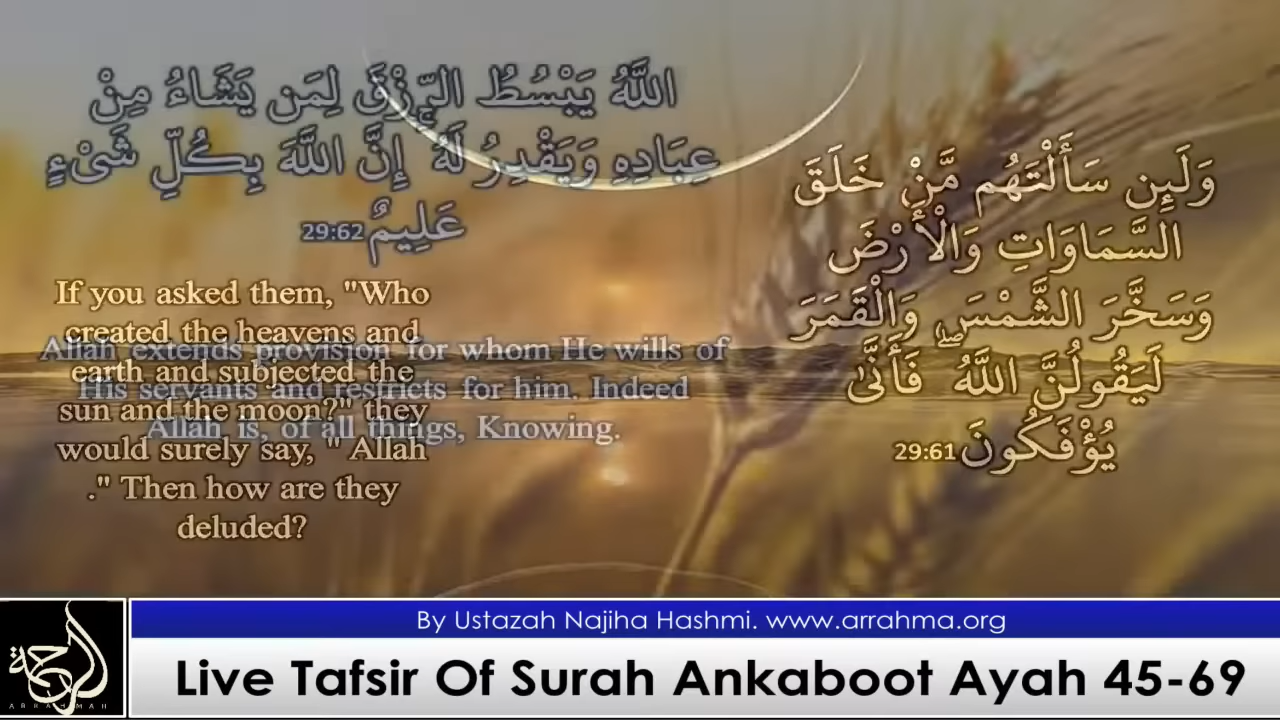 اللَّهُ يَبْسُطُ الرِّزْقَ لِمَن يَشَاءُ مِنْ
عِبَادِهِ وَيَقْدِرُ لَهُ ۚ إِنَّ اللَّهَ بِكُلِّ شَيْءٍ
عَلِيمٌ 29:62
Allah extends provision for whom He wills of
His servants and restricts for him. Indeed
Allah is, of all things, Knowing.
وَلَئِن سَأَلْتَهُم مَّنْ خَلَقَ
السَّمَاوَاتِ وَالْأَرْضَ
وَسَخَّرَ الشَّمْسَ وَالْقَمَرَ
لَيَقُولُنَّ اللَّهُ ۖ فَأَنَّىٰ
يُؤْفَكُونَ 29:61
If you asked them, "Who
created the heavens and
earth and subjected the
sun and the moon?" they
would surely say, " Allah
." Then how are they
deluded?
الرحمة
ARRAHMAH
By Ustazah Najiha Hashmi. www.arrahma.org
Live Tafsir Of Surah Ankaboot Ayah 45-69